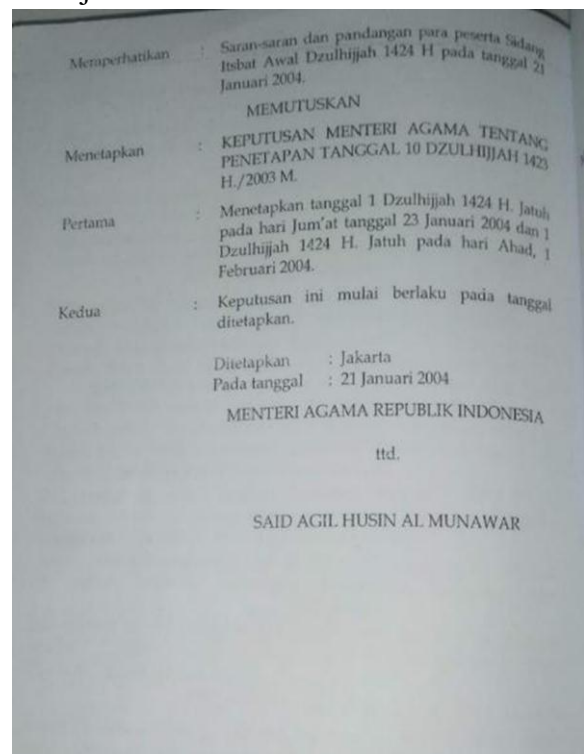 Memperhatikan : Saran-saran dan pandangan para peserta Sidang
Itsbat Awal Dzulhijjah 1424 H pada tanggal 21
Januari 2004.
MEMUTUSKAN
Menetapkan : KEPUTUSAN MENTERI AGAMA TENTANG
PENETAPAN TANGGAL 10 DZULHIJJAH 1423
H./2003 M.
Pertama : Menetapkan tanggal 1 Dzulhijjah 1424 H. Jatuh
pada hari Jum'at tanggal 23 Januari 2004 dan 1
Dzulhijjah 1424 H. Jatuh pada hari Ahad, 1
Februari 2004.
Kedua : Keputusan ini mulai berlaku pada tanggal
ditetapkan.
Ditetapkan : Jakarta
Pada tanggal : 21 Januari 2004
MENTERI AGAMA REPUBLIK INDONESIA
ttd.
SAID AGIL HUSIN AL MUNAWAR